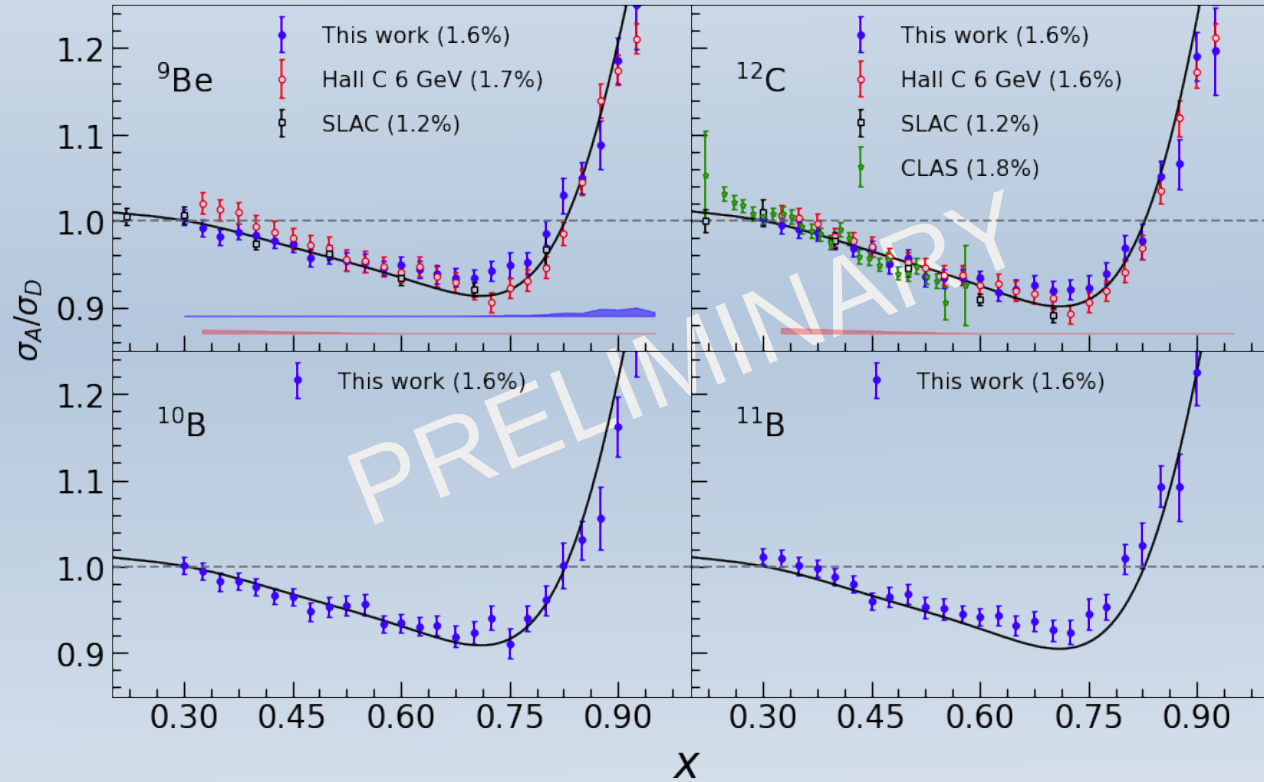 ⁹Be
This work (1.6%)
Hall C 6 GeV (1.7%)
SLAC (1.2%)
¹²C
This work (1.6%)
Hall C 6 GeV (1.6%)
SLAC (1.2%)
CLAS (1.8%)
1.2
1.1
1.0
0.9
¹⁰B
This work (1.6%)
¹¹B
This work (1.6%)
1.2
1.1
1.0
0.9
σA/σD
PRELIMINARY
0.30 0.45 0.60 0.75 0.90 0.30 0.45 0.60 0.75 0.90
x